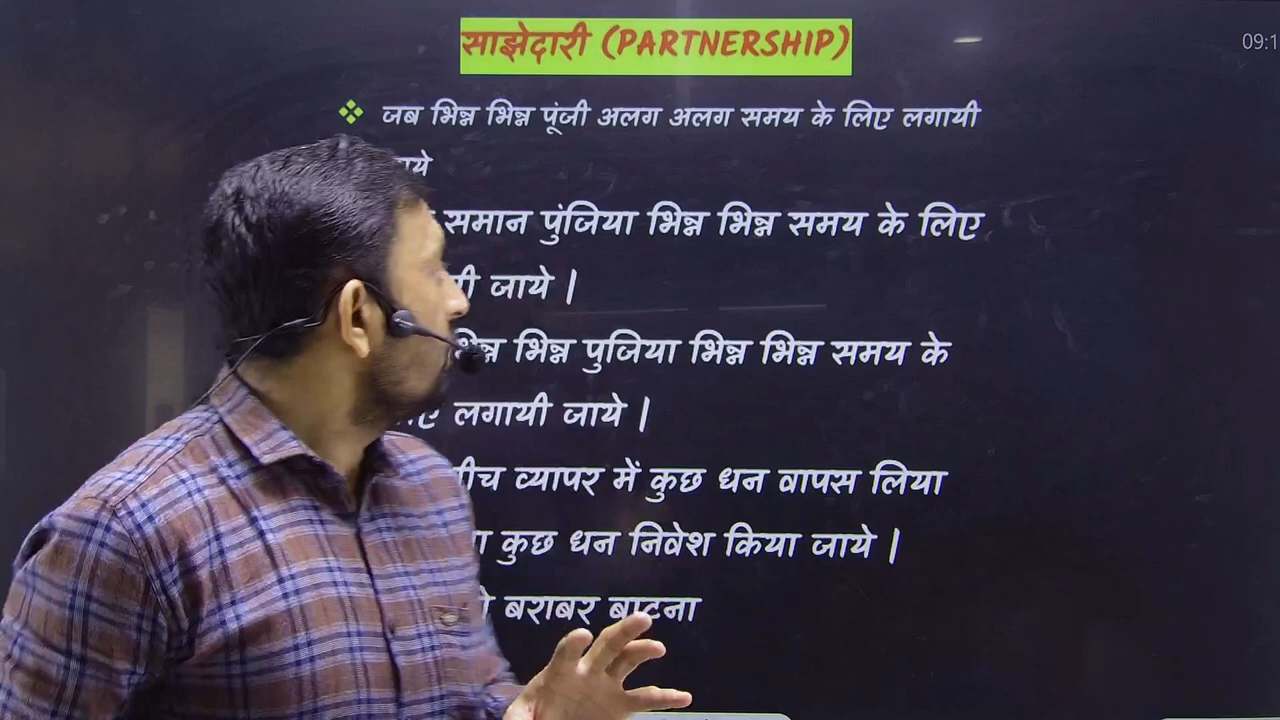 साझेदारी (PARTNERSHIP)
09:1
जब भिन्न भिन्न पूंजी अलग अलग समय के लिए लगायी
समान पुंजिया भिन्न भिन्न समय के लिए
जाये |
भिन्न भिन्न पुजिया भिन्न भिन्न समय के
लगायी जाये |
व्यापर में कुछ धन वापस लिया
कुछ धन निवेश किया जाये |
बराबर बाटना